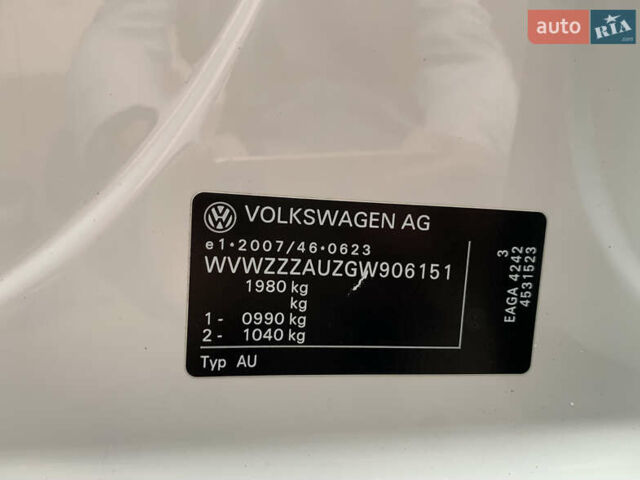 auto RIA.com
VOLKSWAGEN AG
e1*2007/46*0623
WVWZZZAUZGW906151
1980 kg
kg
1 - 0990 kg
2 - 1040 kg
Typ AU
3
EAGA 4242
4531523